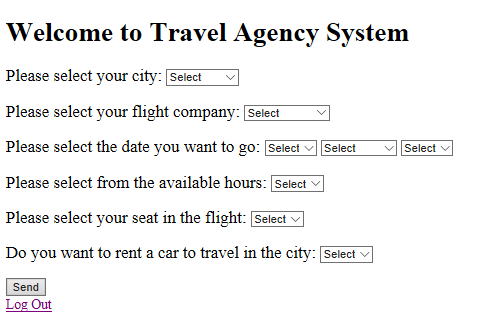 Welcome to Travel Agency System
Please select your city: Select
Please select your flight company: Select
Please select the date you want to go: Select Select Select
Please select from the available hours: Select
Please select your seat in the flight: Select
Do you want to rent a car to travel in the city: Select
Send
Log Out